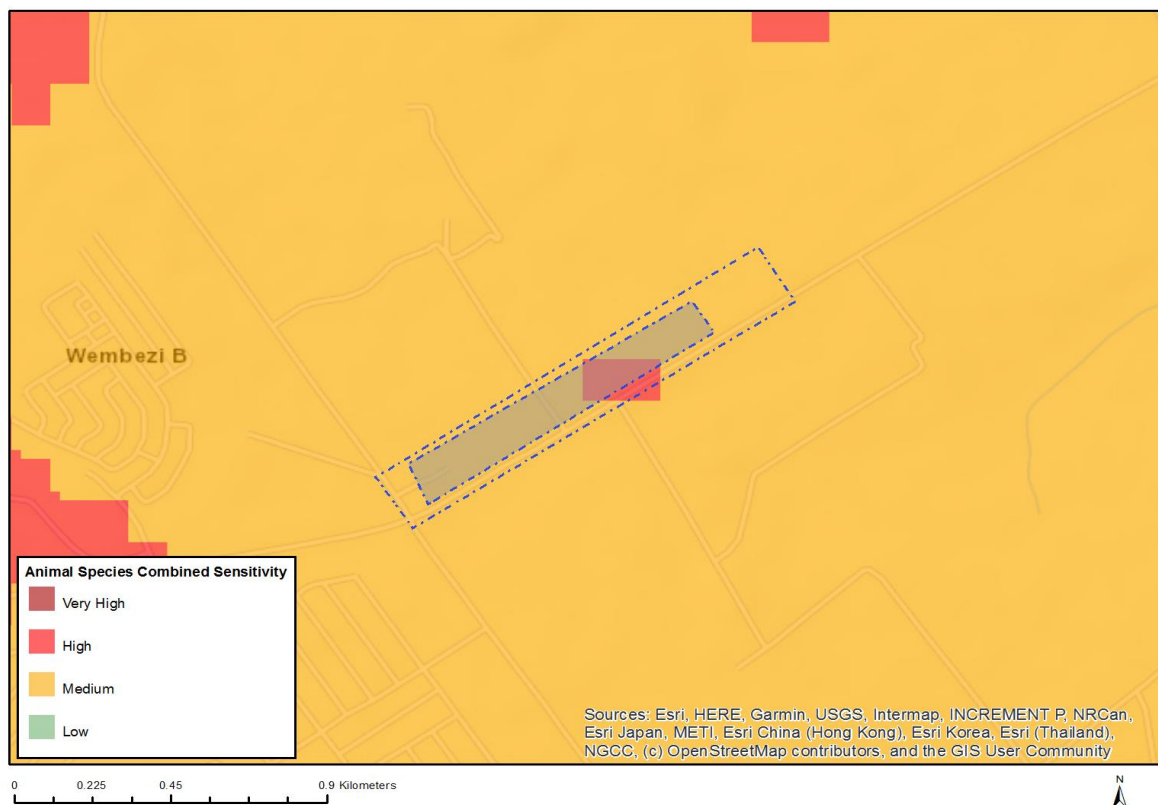 Wembezi B
Animal Species Combined Sensitivity
Very High
High
Medium
Low
Sources: Esri, HERE, Garmin, USGS, Intermap, INCREMENT P, NRCan,
Esri Japan, METI, Esri China (Hong Kong), Esri Korea, Esri (Thailand),
NGCC, (c) OpenStreetMap contributors, and the GIS User Community
0 0.225 0.45 0.9 Kilometers
N